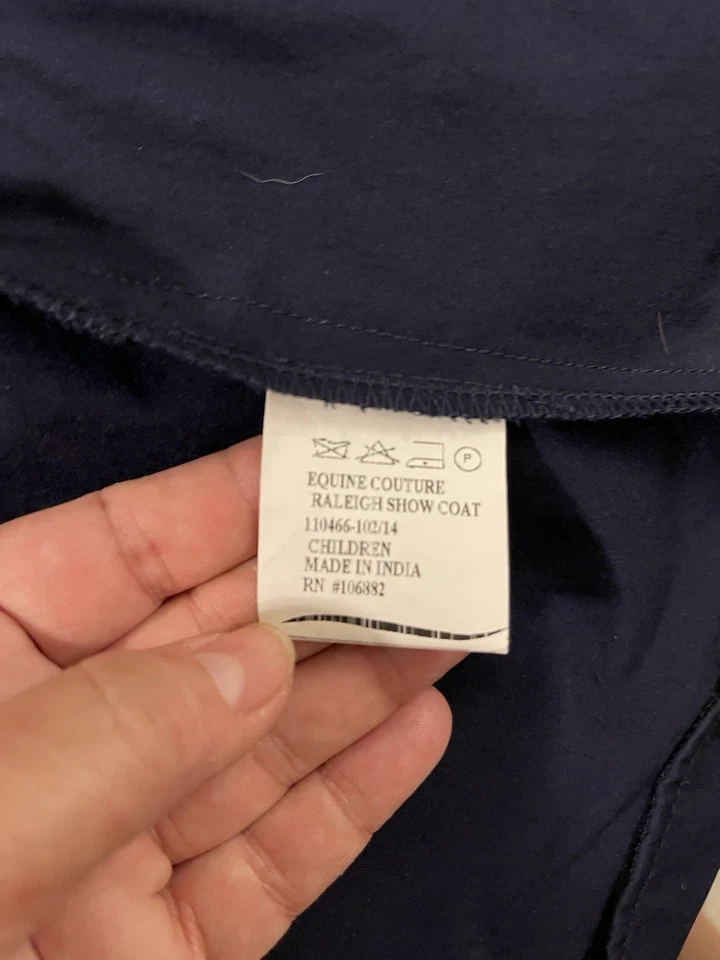 P
EQUINE COUTURE
RALEIGH SHOW COAT
110466-102/14
CHILDREN
MADE IN INDIA
RN #106882